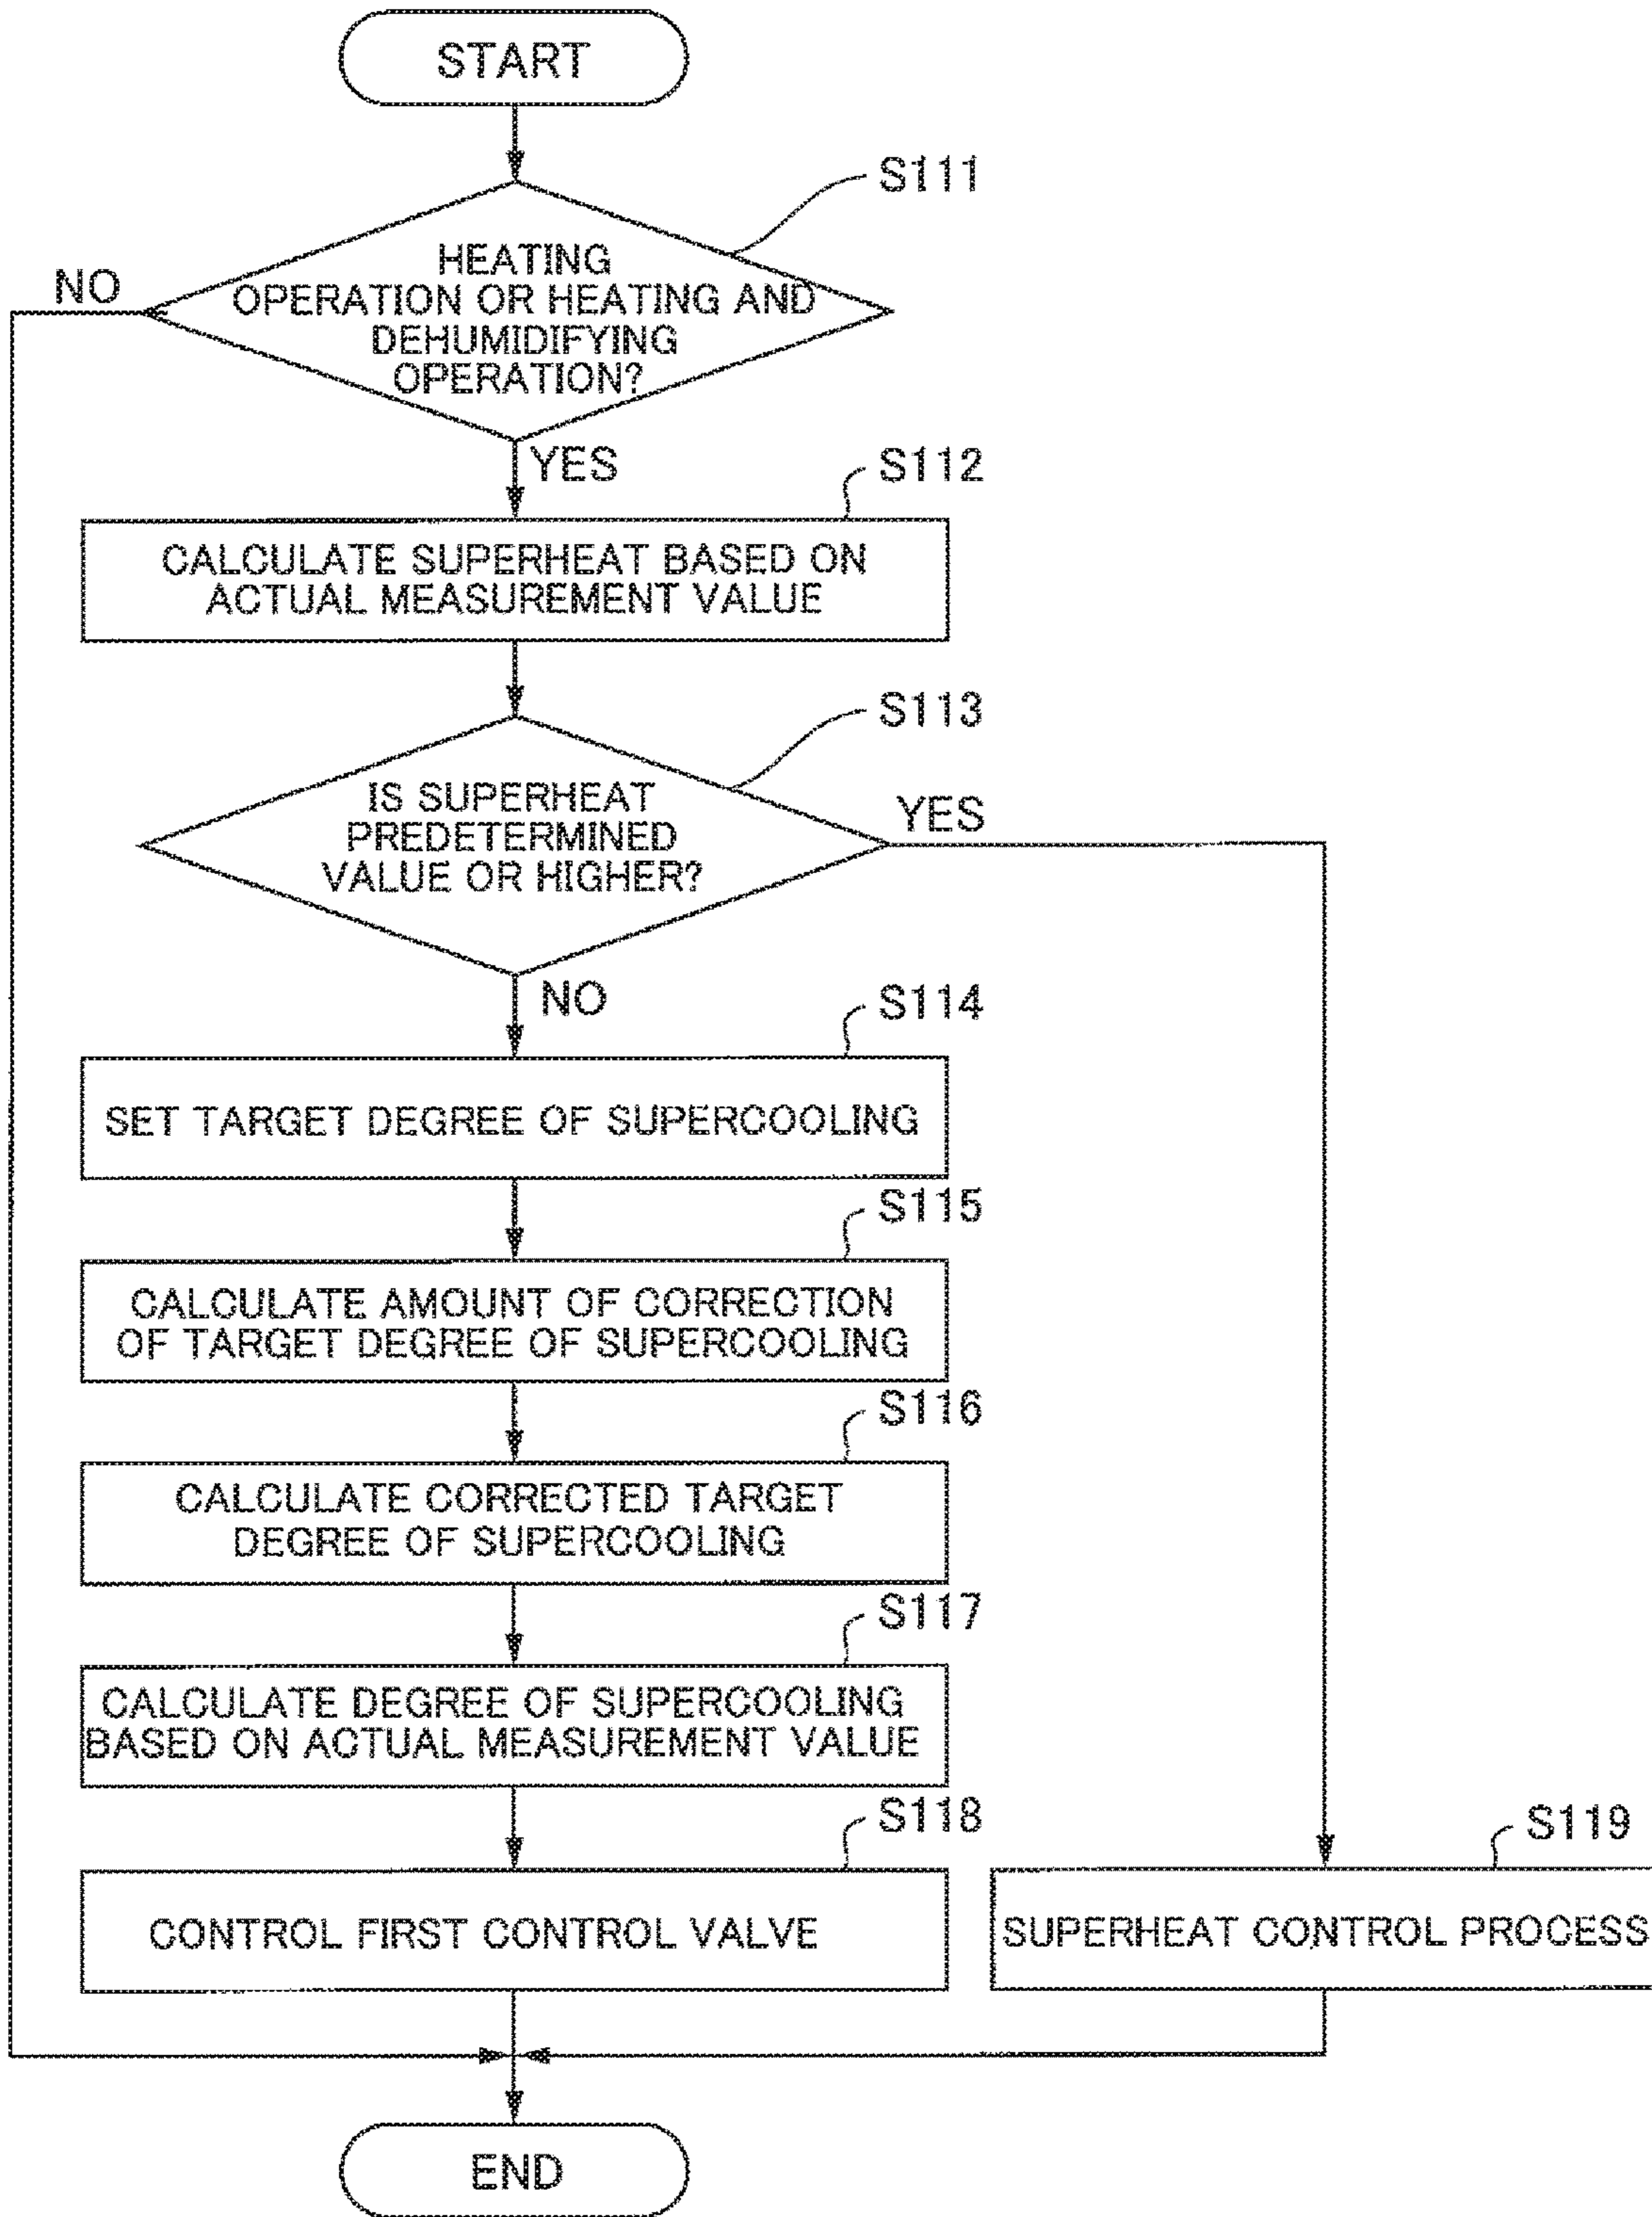 START
S111
HEATING
OPERATION OR HEATING AND
DEHUMIDIFYING
OPERATION?
NO
YES
S112
CALCULATE SUPERHEAT BASED ON
ACTUAL MEASUREMENT VALUE
S113
IS SUPERHEAT
PREDETERMINED
VALUE OR HIGHER?
YES
NO
S114
SET TARGET DEGREE OF SUPERCOOLING
S115
CALCULATE AMOUNT OF CORRECTION
OF TARGET DEGREE OF SUPERCOOLING
S116
CALCULATE CORRECTED TARGET
DEGREE OF SUPERCOOLING
S117
CALCULATE DEGREE OF SUPERCOOLING
BASED ON ACTUAL MEASUREMENT VALUE
S118
CONTROL FIRST CONTROL VALVE
S119
SUPERHEAT CONTROL PROCESS
END